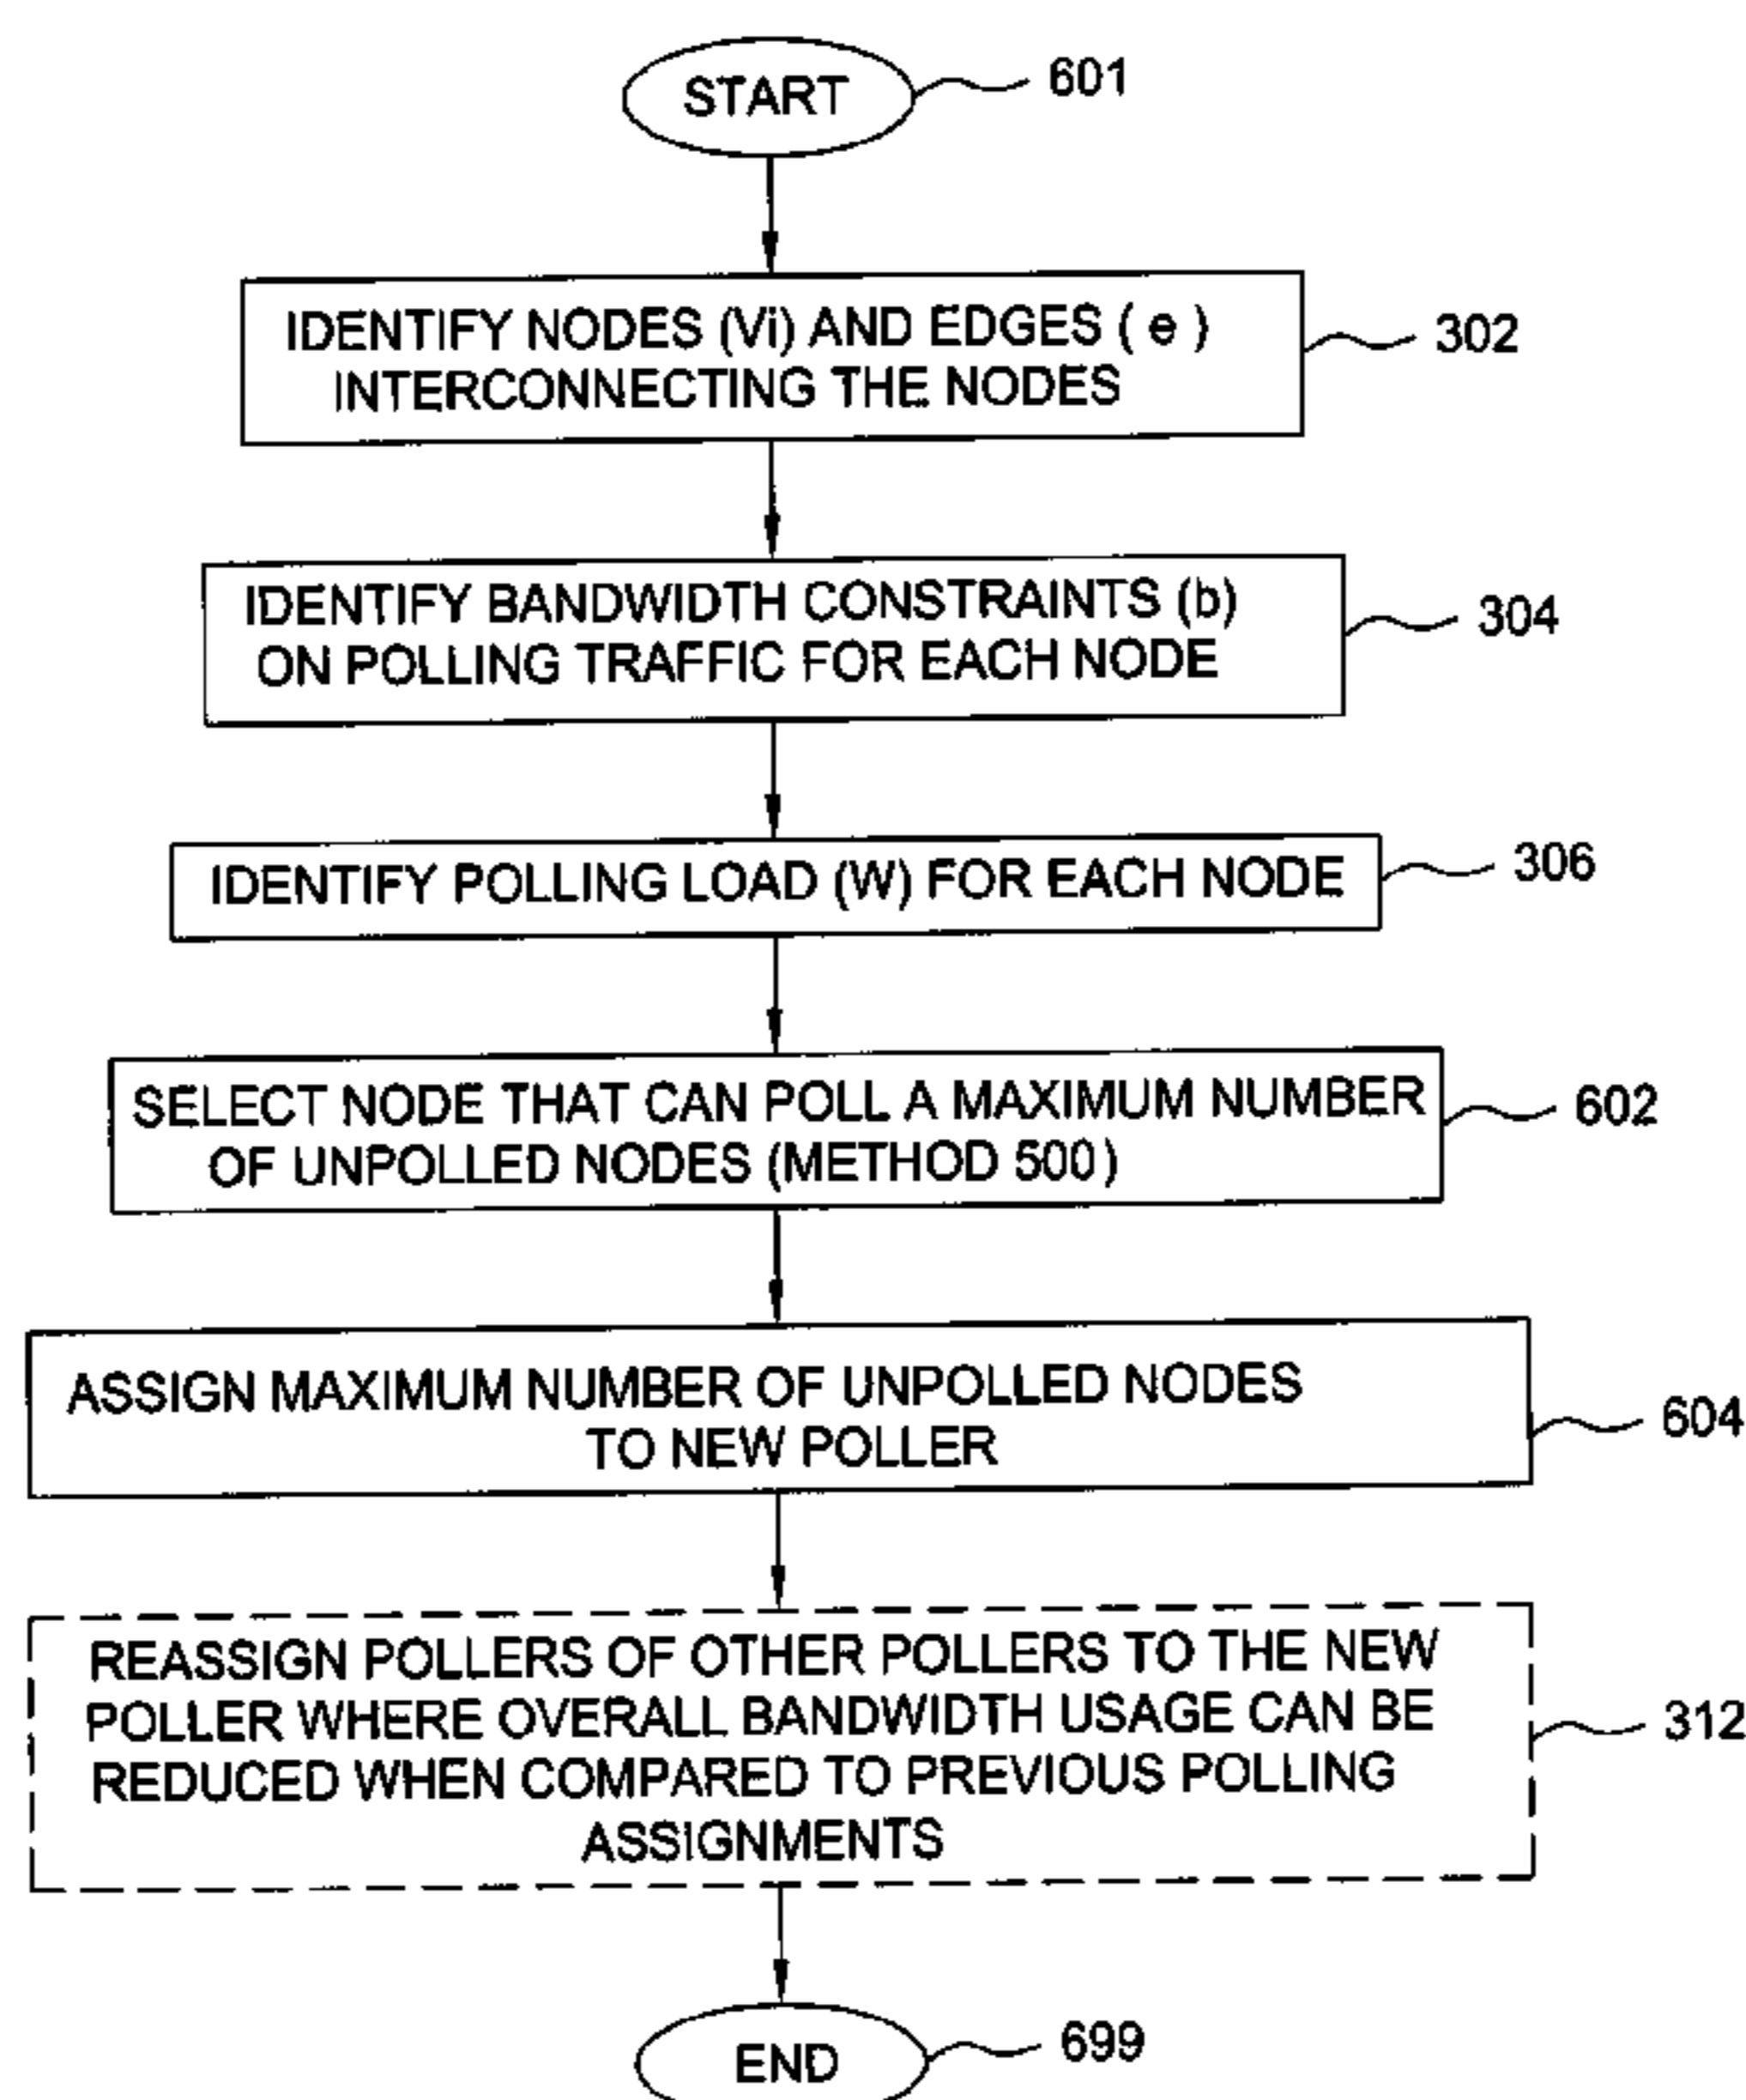 START
601
IDENTIFY NODES (Vi) AND EDGES ( e )
INTERCONNECTING THE NODES
302
IDENTIFY BANDWIDTH CONSTRAINTS (b)
ON POLLING TRAFFIC FOR EACH NODE
304
IDENTIFY POLLING LOAD (W) FOR EACH NODE
306
SELECT NODE THAT CAN POLL A MAXIMUM NUMBER
OF UNPOLLED NODES (METHOD 500)
602
ASSIGN MAXIMUM NUMBER OF UNPOLLED NODES
TO NEW POLLER
604
REASSIGN POLLERS OF OTHER POLLERS TO THE NEW
POLLER WHERE OVERALL BANDWIDTH USAGE CAN BE
REDUCED WHEN COMPARED TO PREVIOUS POLLING
ASSIGNMENTS
312
END
699